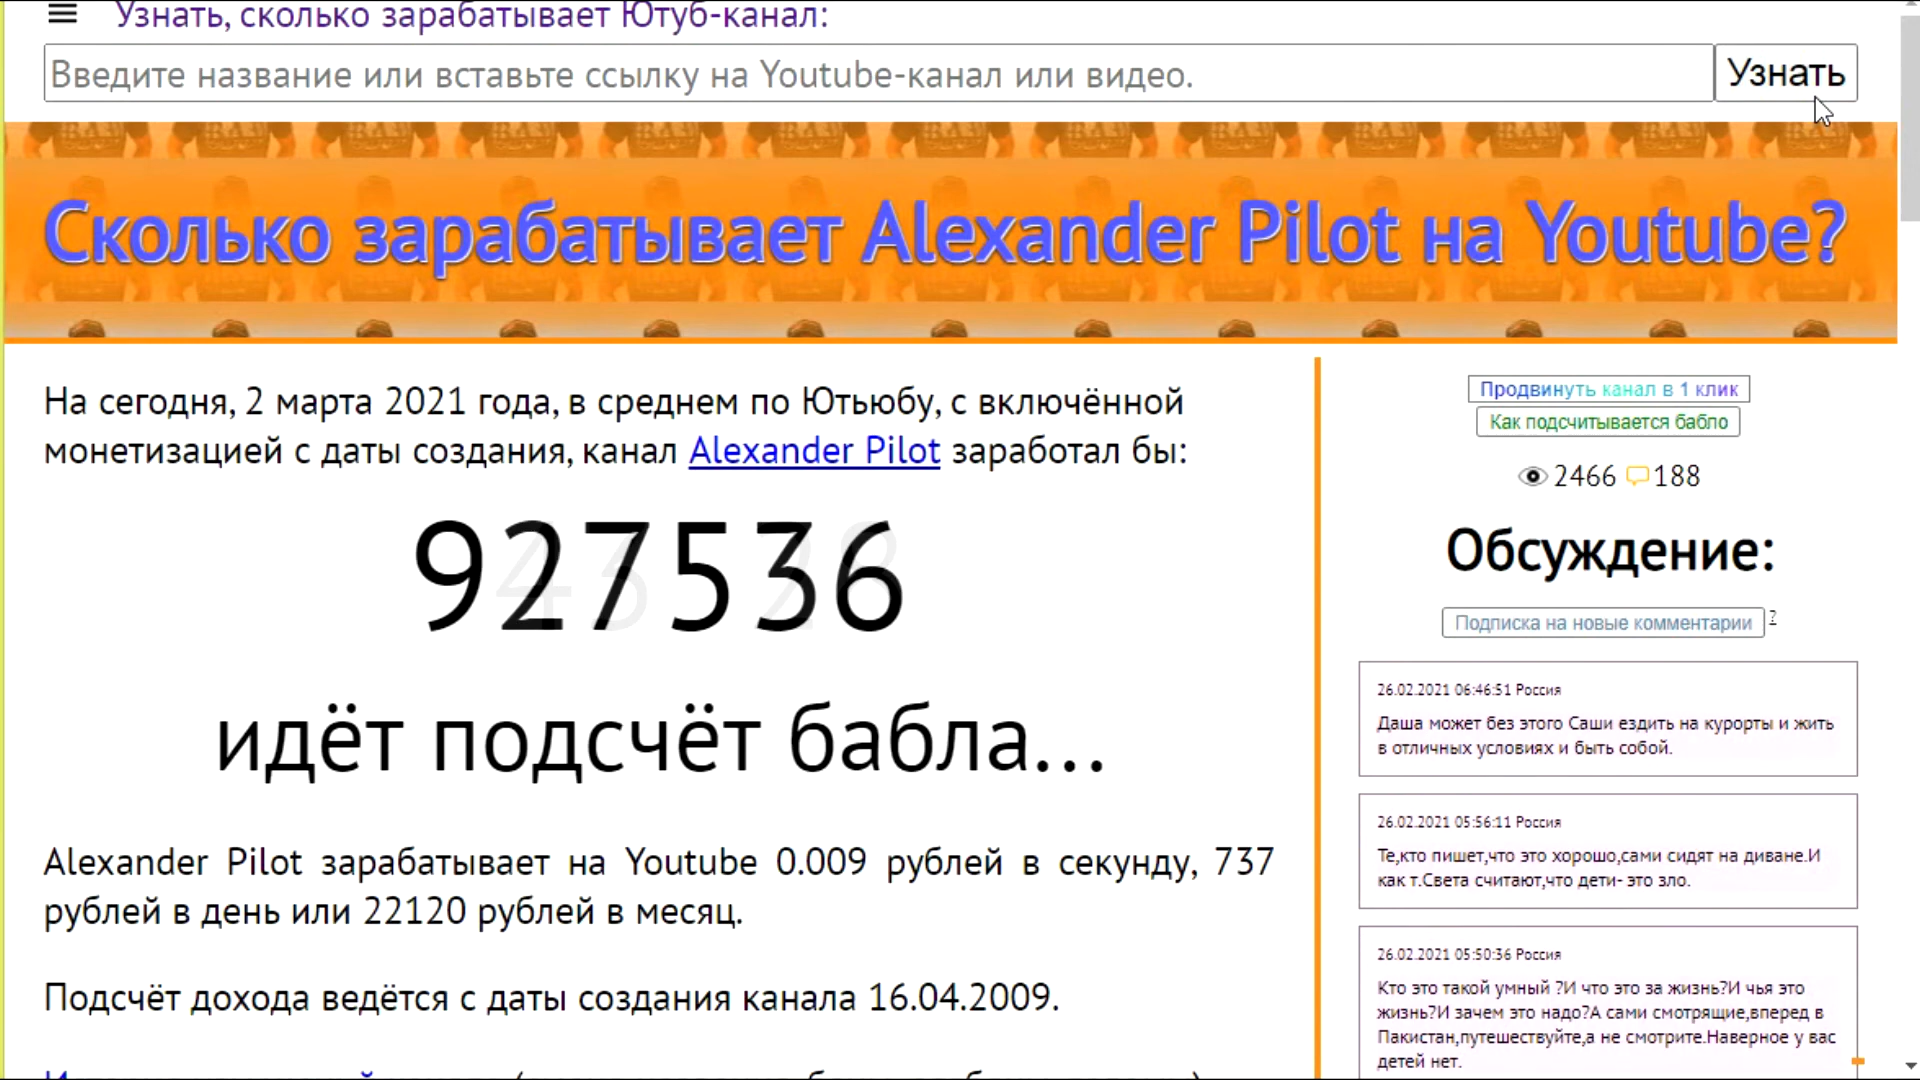 Узнать, сколько зарабатывает Ютуб-канал:
Введите название или вставьте ссылку на Youtube-канал или видео.
Узнать
Сколько зарабатывает Alexander Pilot на Youtube?
На сегодня, 2 марта 2021 года, в среднем по Ютьюбу, с включённой
монетизацией с даты создания, канал Alexander Pilot заработал бы:
927536
идёт подсчёт бабла...
Alexander Pilot зарабатывает на Youtube 0.009 рублей в секунду, 737
рублей в день или 22120 рублей в месяц.
Подсчёт дохода ведётся с даты создания канала 16.04.2009.
Продвинуть канал в 1 клик
Как подсчитывается бабло
2466 188
Обсуждение:
Подписка на новые комментарии ?
26.02.2021 06:46:51 Россия
Даша может без этого Саши ездить на курорты и жить
в отличных условиях и быть собой.
26.02.2021 05:56:11 Россия
Те,кто пишет,что это хорошо,сами сидят на диване.И
как т.Света считают,что дети- это зло.
26.02.2021 05:50:36 Россия
Кто это такой умный ?И что это за жизнь?И чья это
жизнь?И зачем это надо?А сами смотрящие,вперед в
Пакистан,путешествуйте,а не смотрите.Наверное у вас
детей нет.